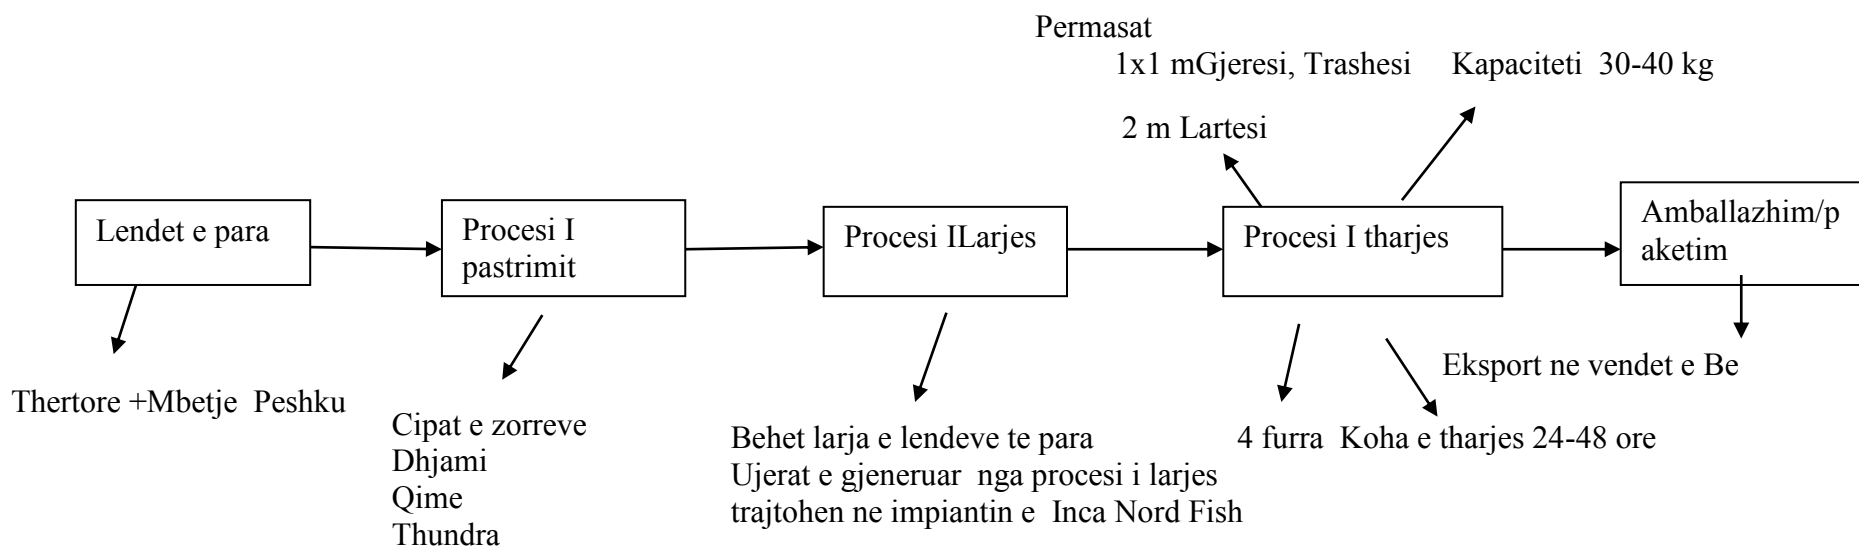 Permasat
1x1 mGjeresi, Trashesi
Kapaciteti 30-40 kg
2 m Lartesi
Lendet e para
Procesi I
pastrimit
Procesi ILarjes
Procesi I tharjes
Amballazhim/p
aketim
Thertore +Mbetje Peshku
Cipat e zorreve
Dhjami
Qime
Thundra
Behet larja e lendeve te para
Ujerat e gjeneruar nga procesi i larjes
trajtohen ne impiantin e Inca Nord Fish
4 furra Koha e tharjes 24-48 ore
Eksport ne vendet e Be